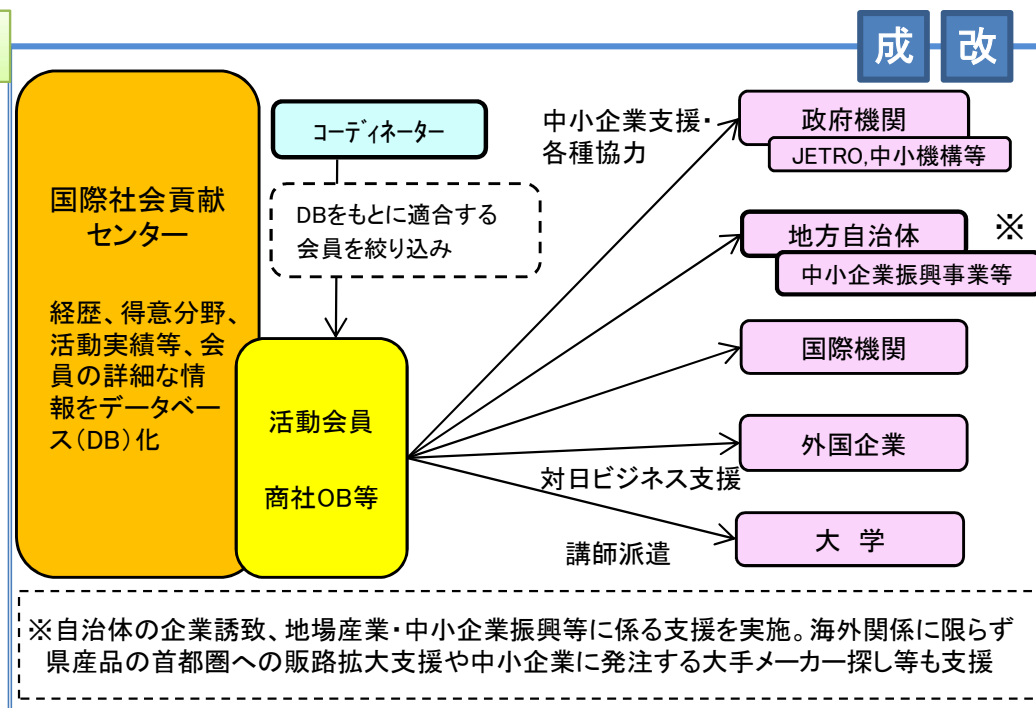 成 改
国際社会貢献
センター
経歴、得意分野、
活動実績等、会
員の詳細な情
報をデータベー
ス(DB)化
コーディネーター
DBをもとに適合する
会員を絞り込み
活動会員
商社OB等
中小企業支援・
各種協力
対日ビジネス支援
講師派遣
政府機関
JETRO,中小機構等
地方自治体 ※
中小企業振興事業等
国際機関
外国企業
大 学
※自治体の企業誘致、地場産業・中小企業振興等に係る支援を実施。海外関係に限らず
県産品の首都圏への販路拡大支援や中小企業に発注する大手メーカー探し等も支援